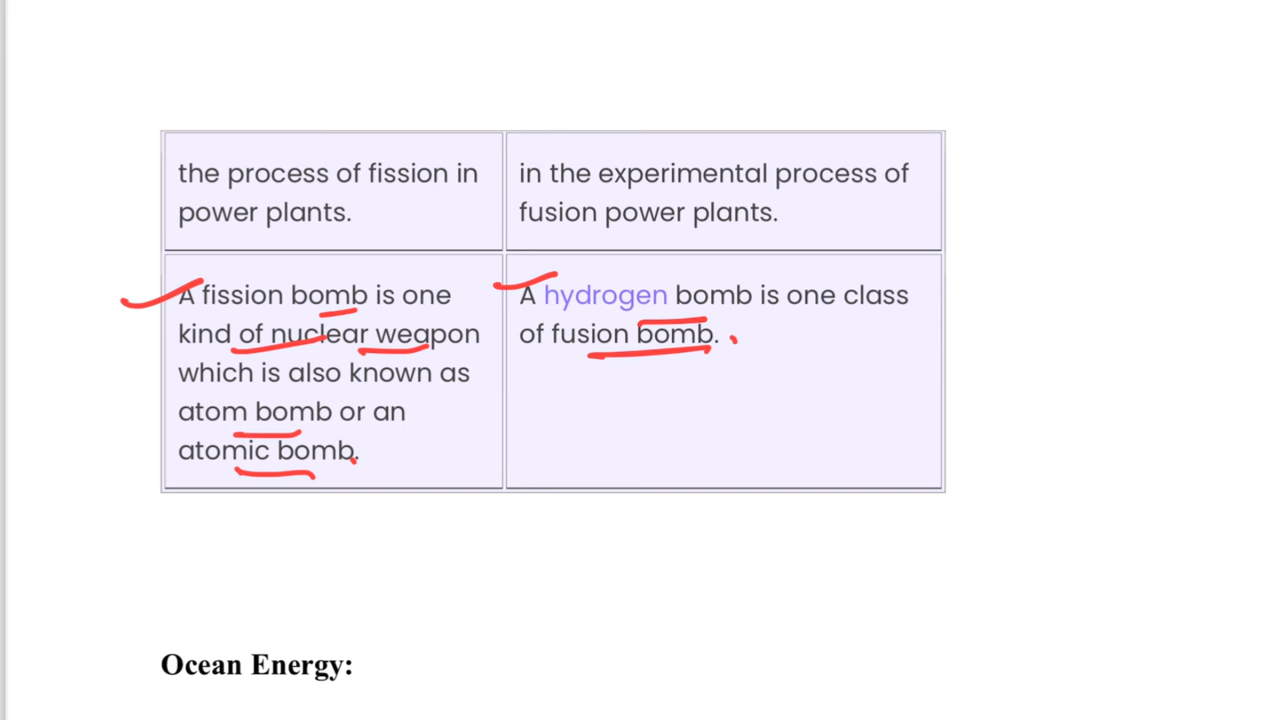 the process of fission in
power plants.
in the experimental process of
fusion power plants.
A fission bomb is one
kind of nuclear weapon
which is also known as
atom bomb or an
atomic bomb.
A hydrogen bomb is one class
of fusion bomb.
Ocean Energy: